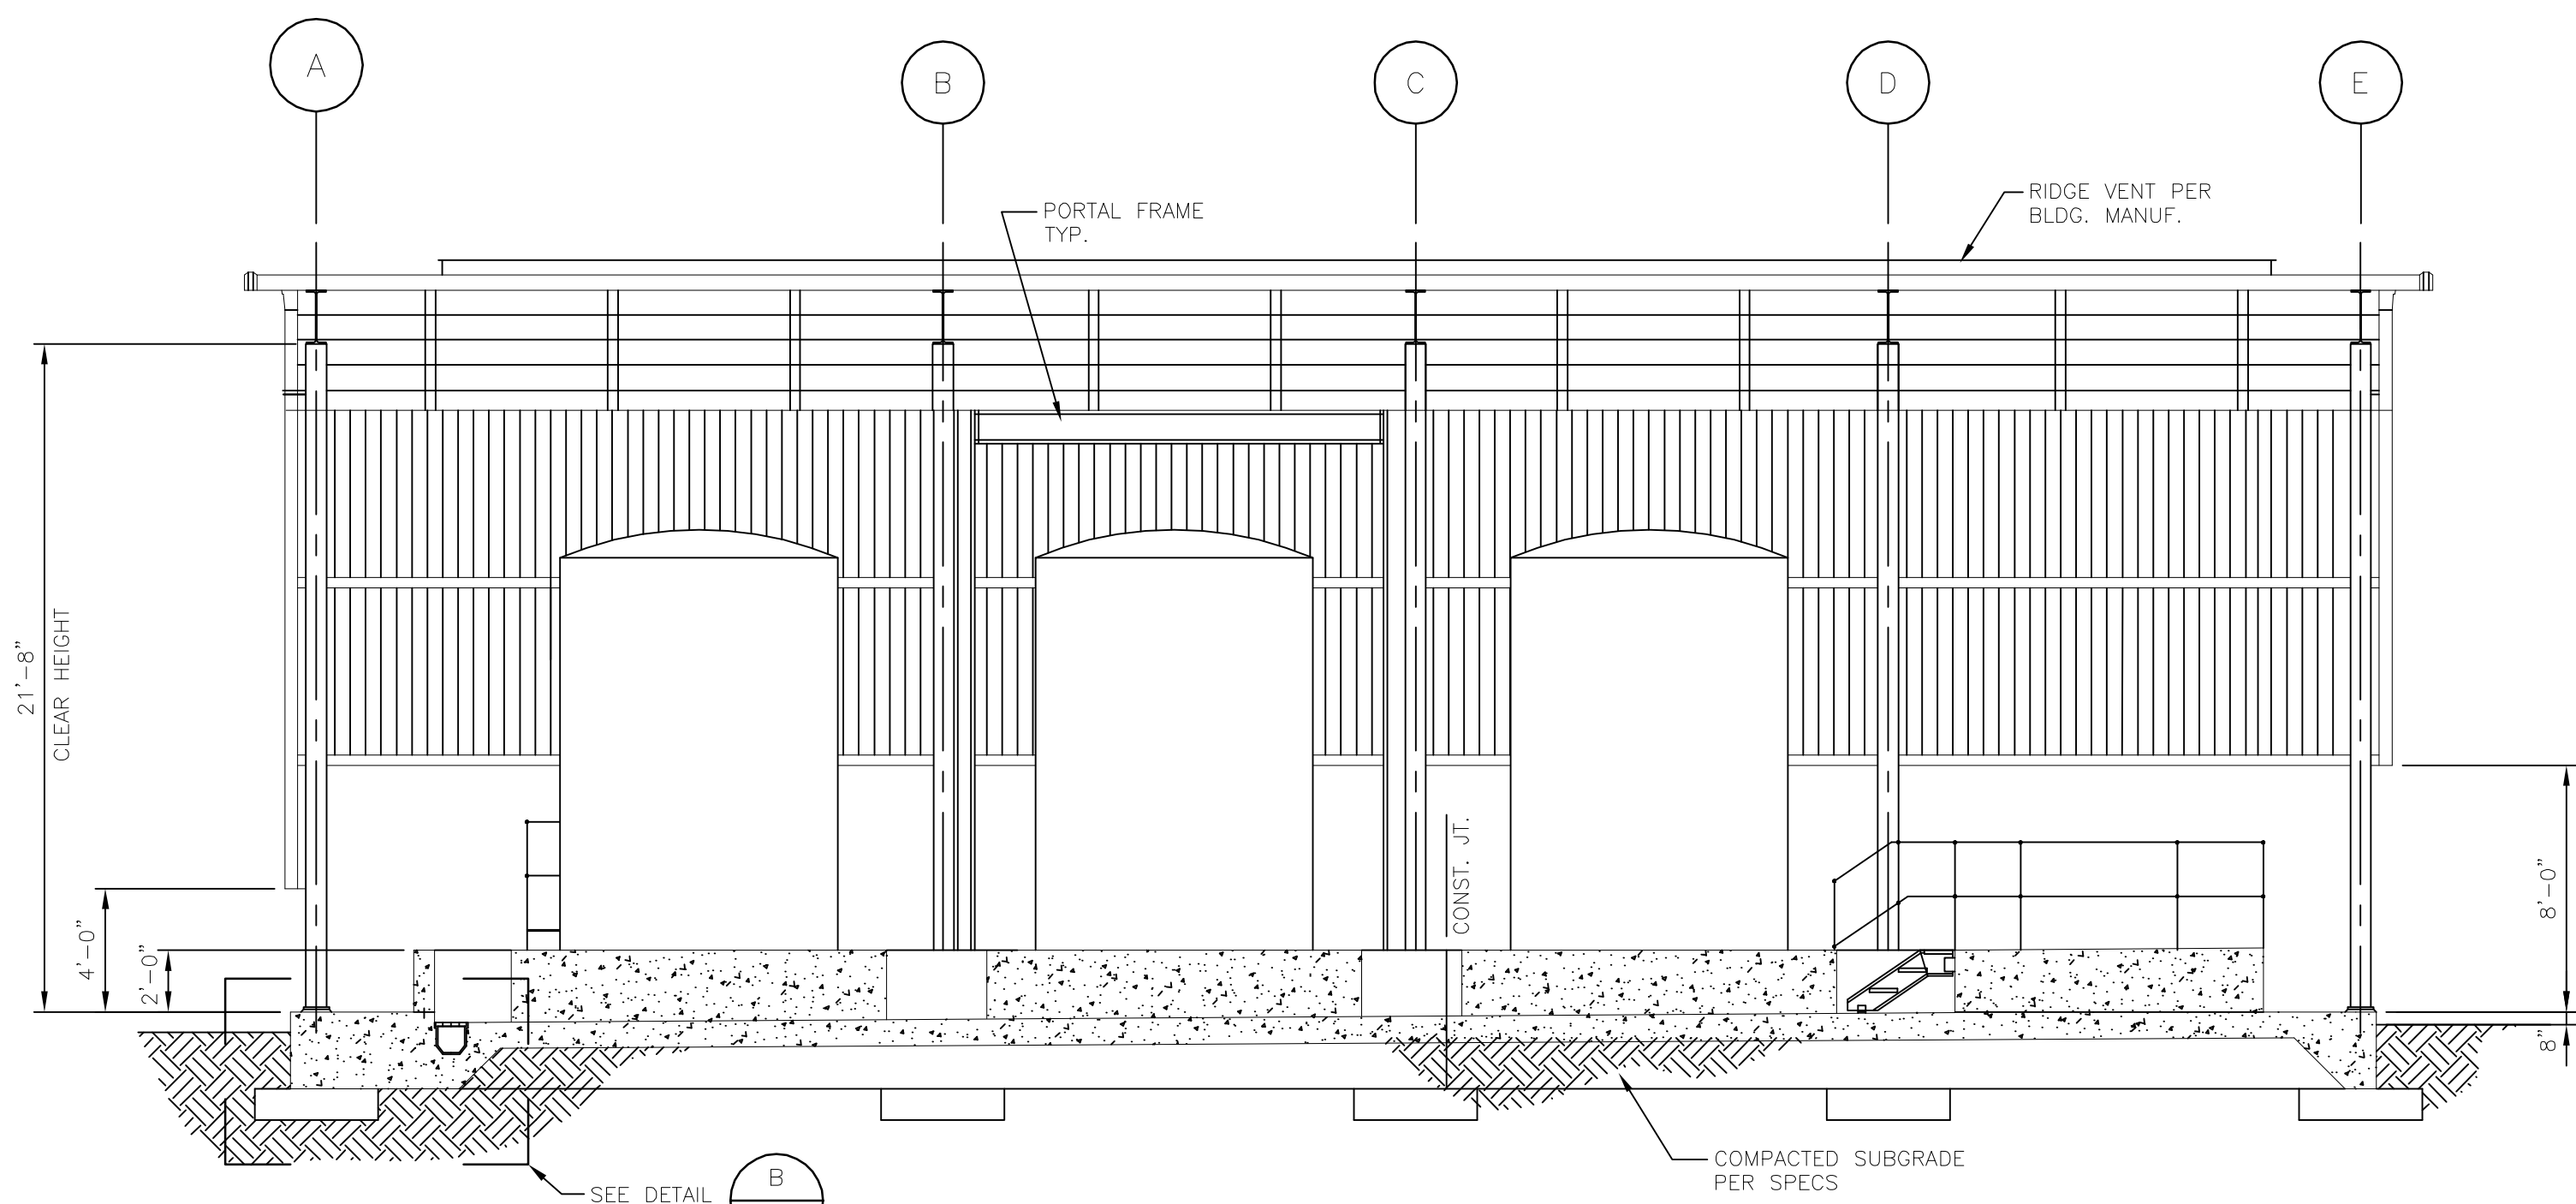 A
B
C
D
E
PORTAL FRAME
TYP.
RIDGE VENT PER
BLDG. MANUF.
21'-8"
CLEAR HEIGHT
4'-0"
2'-0"
CONST. JT.
8'-0"
8"
COMPACTED SUBGRADE
PER SPECS
SEE DETAIL
B